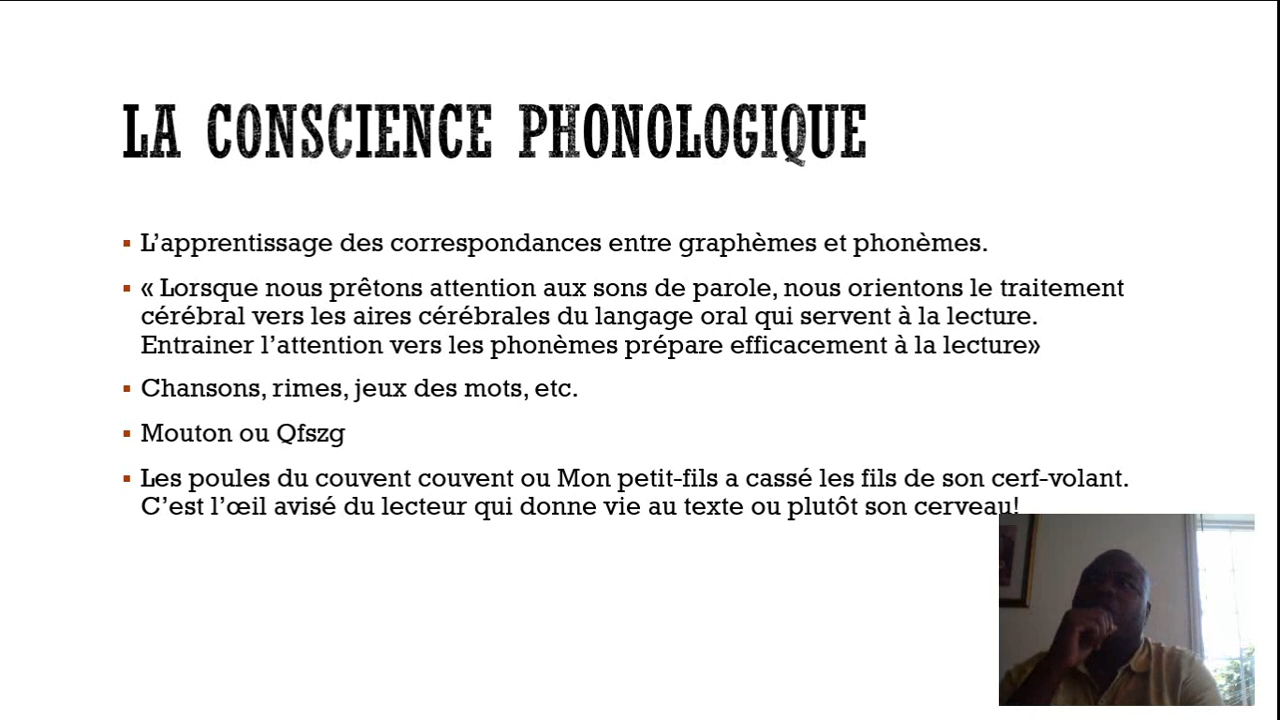 LA CONSCIENCE PHONOLOGIQUE
L’apprentissage des correspondances entre graphèmes et phonèmes.
« Lorsque nous prêtons attention aux sons de parole, nous orientons le traitement
cérébral vers les aires cérébrales du langage oral qui servent à la lecture.
Entrainer l’attention vers les phonèmes prépare efficacement à la lecture»
Chansons, rimes, jeux des mots, etc.
Mouton ou Qfszg
Les poules du couvent couvent ou Mon petit-fils a cassé les fils de son cerf-volant.
C’est l’œil avisé du lecteur qui donne vie au texte ou plutôt son cerveau!